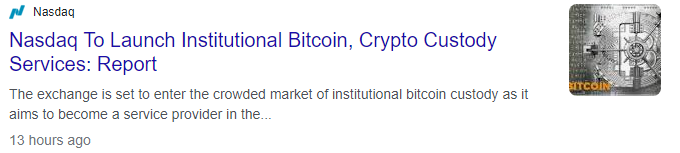 Nasdaq
Nasdaq To Launch Institutional Bitcoin, Crypto Custody
Services: Report
The exchange is set to enter the crowded market of institutional bitcoin custody as it
aims to become a service provider in the...
13 hours ago
BITCOIN